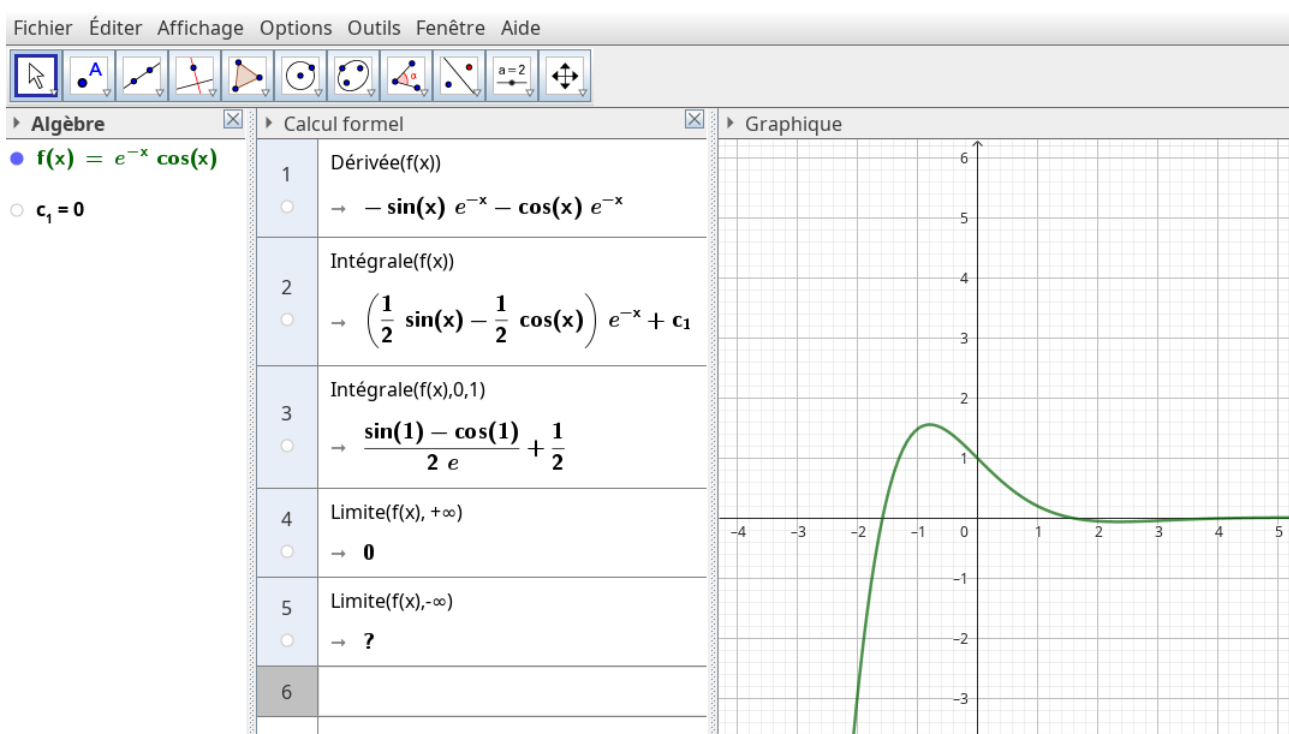 Fichier Éditer Affichage Options Outils Fenêtre Aide
A α a=2
Algèbre
f(x) = e^{-x} cos(x)
c₁ = 0
Calcul formel
1
Dérivée(f(x))
→ – sin(x) e^{-x} – cos(x) e^{-x}
2
Intégrale(f(x))
→ (1/2 sin(x) – 1/2 cos(x)) e^{-x} + c₁
3
Intégrale(f(x),0,1)
→ (sin(1) – cos(1))/(2 e) + 1/2
4
Limite(f(x), +∞)
→ 0
5
Limite(f(x),-∞)
→ ?
6
Graphique
6
5
4
3
2
1
–4 –3 –2 –1 0 1 2 3 4 5
–1
–2
–3